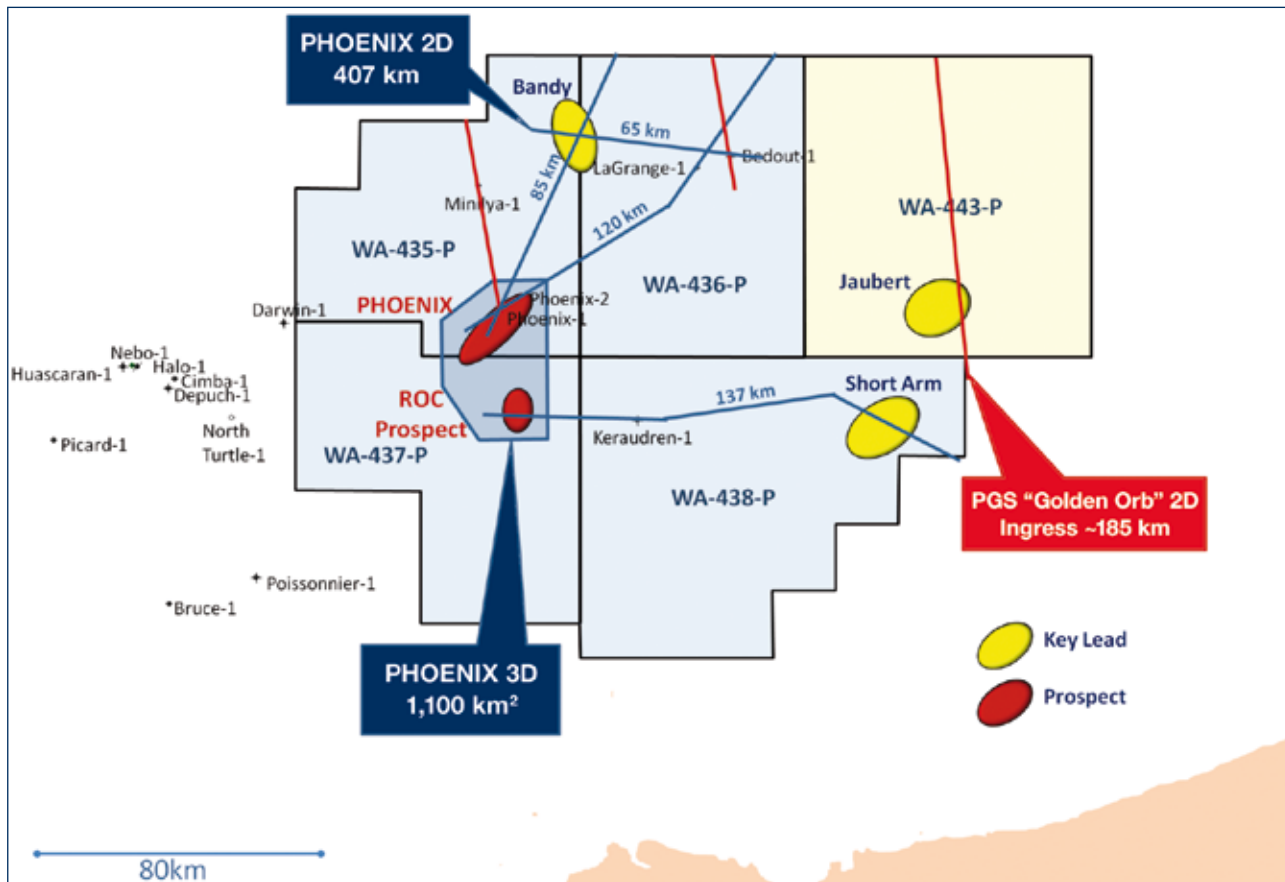 PHOENIX 2D
407 km
Bandy
65 km
Bedout-1
LaGrange-1
85 km
Minilya-1
120 km
WA-443-P
WA-435-P
WA-436-P
Jaubert
PHOENIX
Phoenix-2
Phoenix-1
Darwin-1
Nebo-1
Huascaran-1
Halo-1
Cimba-1
Depuch-1
ROC
Prospect
Short Arm
137 km
North
Turtle-1
Keraudren-1
Picard-1
WA-437-P
WA-438-P
PGS “Golden Orb” 2D
Ingress ~185 km
Poissonnier-1
Bruce-1
PHOENIX 3D
1,100 km²
Key Lead
Prospect
80km